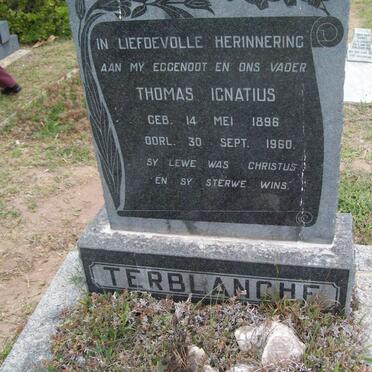 IN LIEFDEVOLLE HERINNERING
AAN MY EGGENOOT EN ONS VADER
THOMAS IGNATIUS
GEB. 14 MEI 1896
OORL. 30 SEPT. 1960.
SY LEWE WAS CHRISTUS
EN SY STERWE WINS.
TERBLANCHE